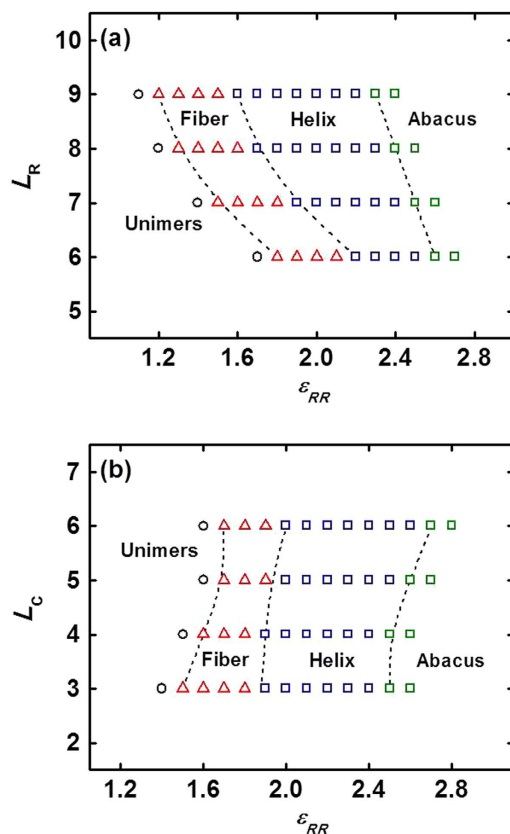 (a)
10
9
8
7
6
5
L_R
Fiber
Helix
Abacus
Unimers
1.2 1.6 2.0 2.4 2.8
ε_RR
(b)
7
6
5
4
3
2
L_C
Unimers
Fiber
Helix
Abacus
1.2 1.6 2.0 2.4 2.8
ε_RR